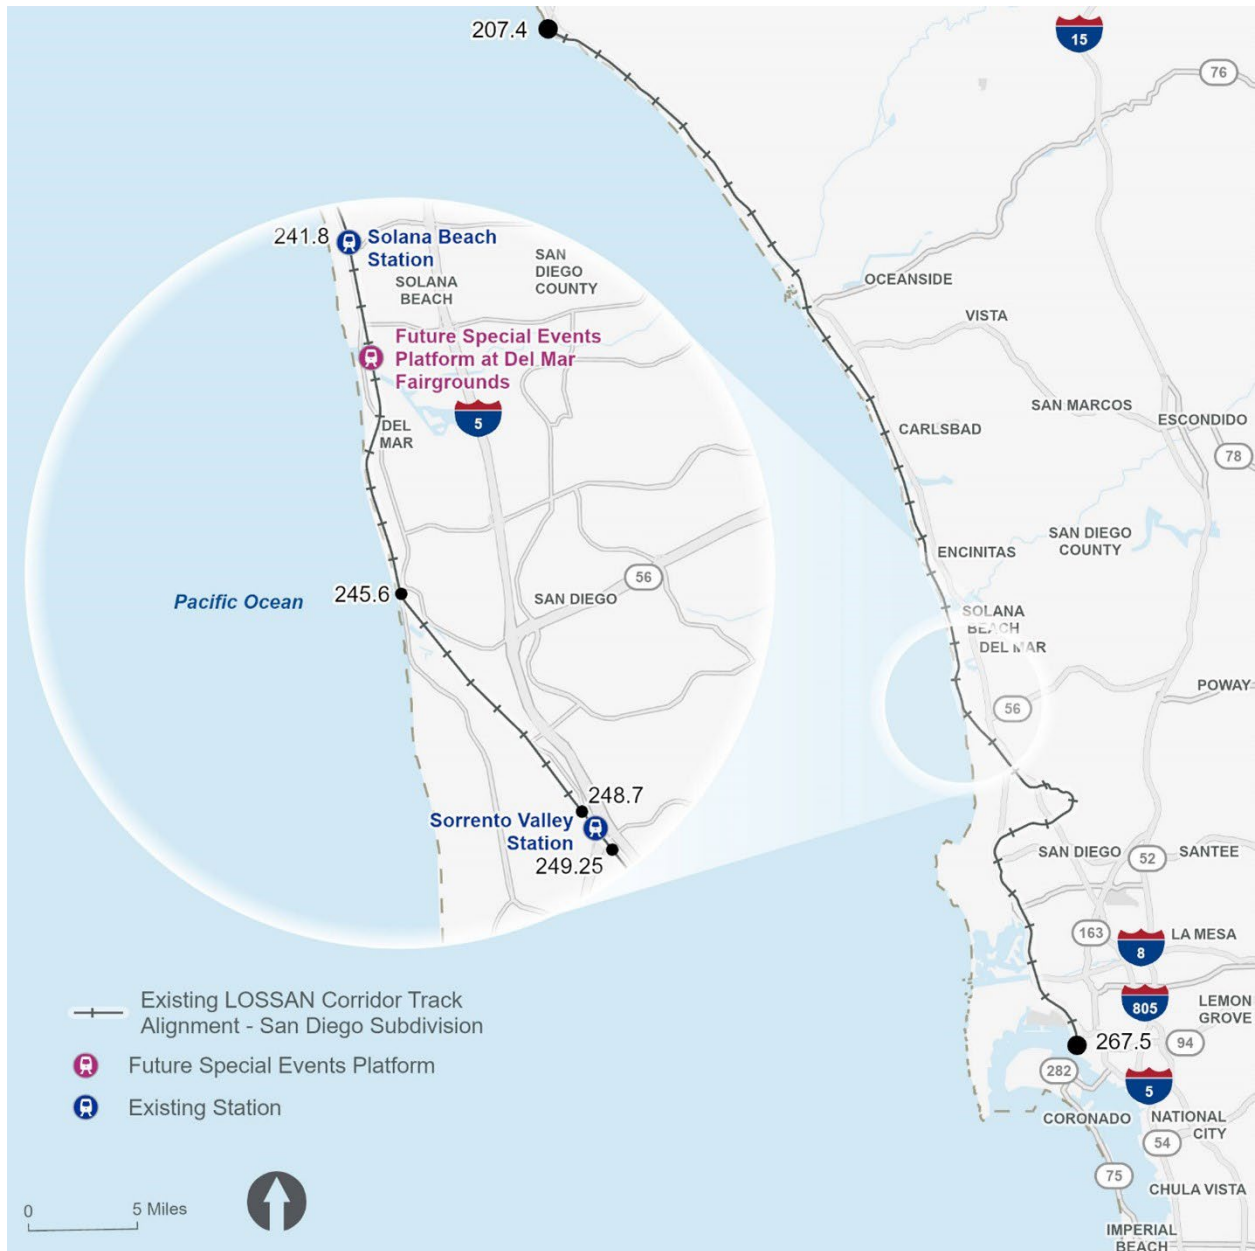 207.4
15
76
241.8
Solana Beach
Station
SOLANA
BEACH
SAN
DIEGO
COUNTY
Future Special Events
Platform at Del Mar
Fairgrounds
5
DEL
MAR
Pacific Ocean
245.6
56
SAN DIEGO
248.7
Sorrento Valley
Station
249.25
OCEANSIDE
VISTA
SAN MARCOS
ESCONDIDO
CARLSBAD
78
ENCINITAS
SAN DIEGO
COUNTY
SOLANA
BEACH
DEL MAR
POWAY
56
SAN DIEGO
52
SANTEE
163
8
LA MESA
805
LEMON
GROVE
267.5
94
282
5
CORONADO
NATIONAL
CITY
54
75
CHULA VISTA
IMPERIAL
BEACH
Existing LOSSAN Corridor Track
Alignment - San Diego Subdivision
Future Special Events Platform
Existing Station
0
5 Miles